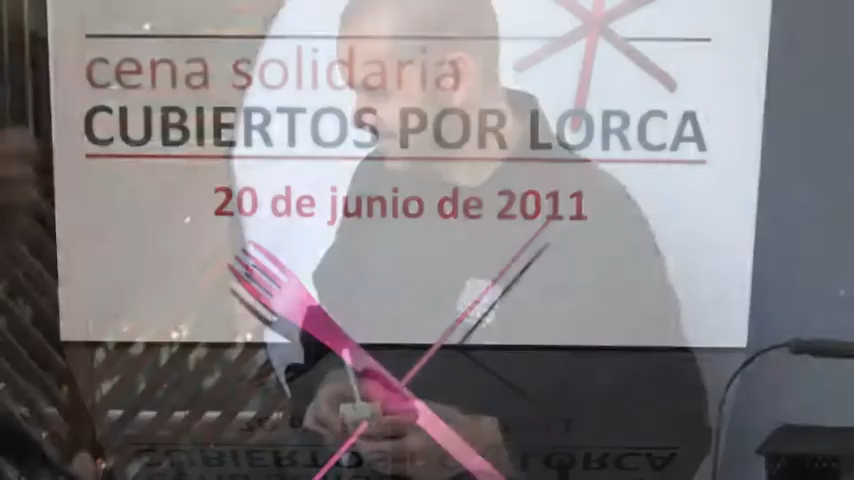 cena solidaria
CUBIERTOS POR LORCA
20 de junio de 2011